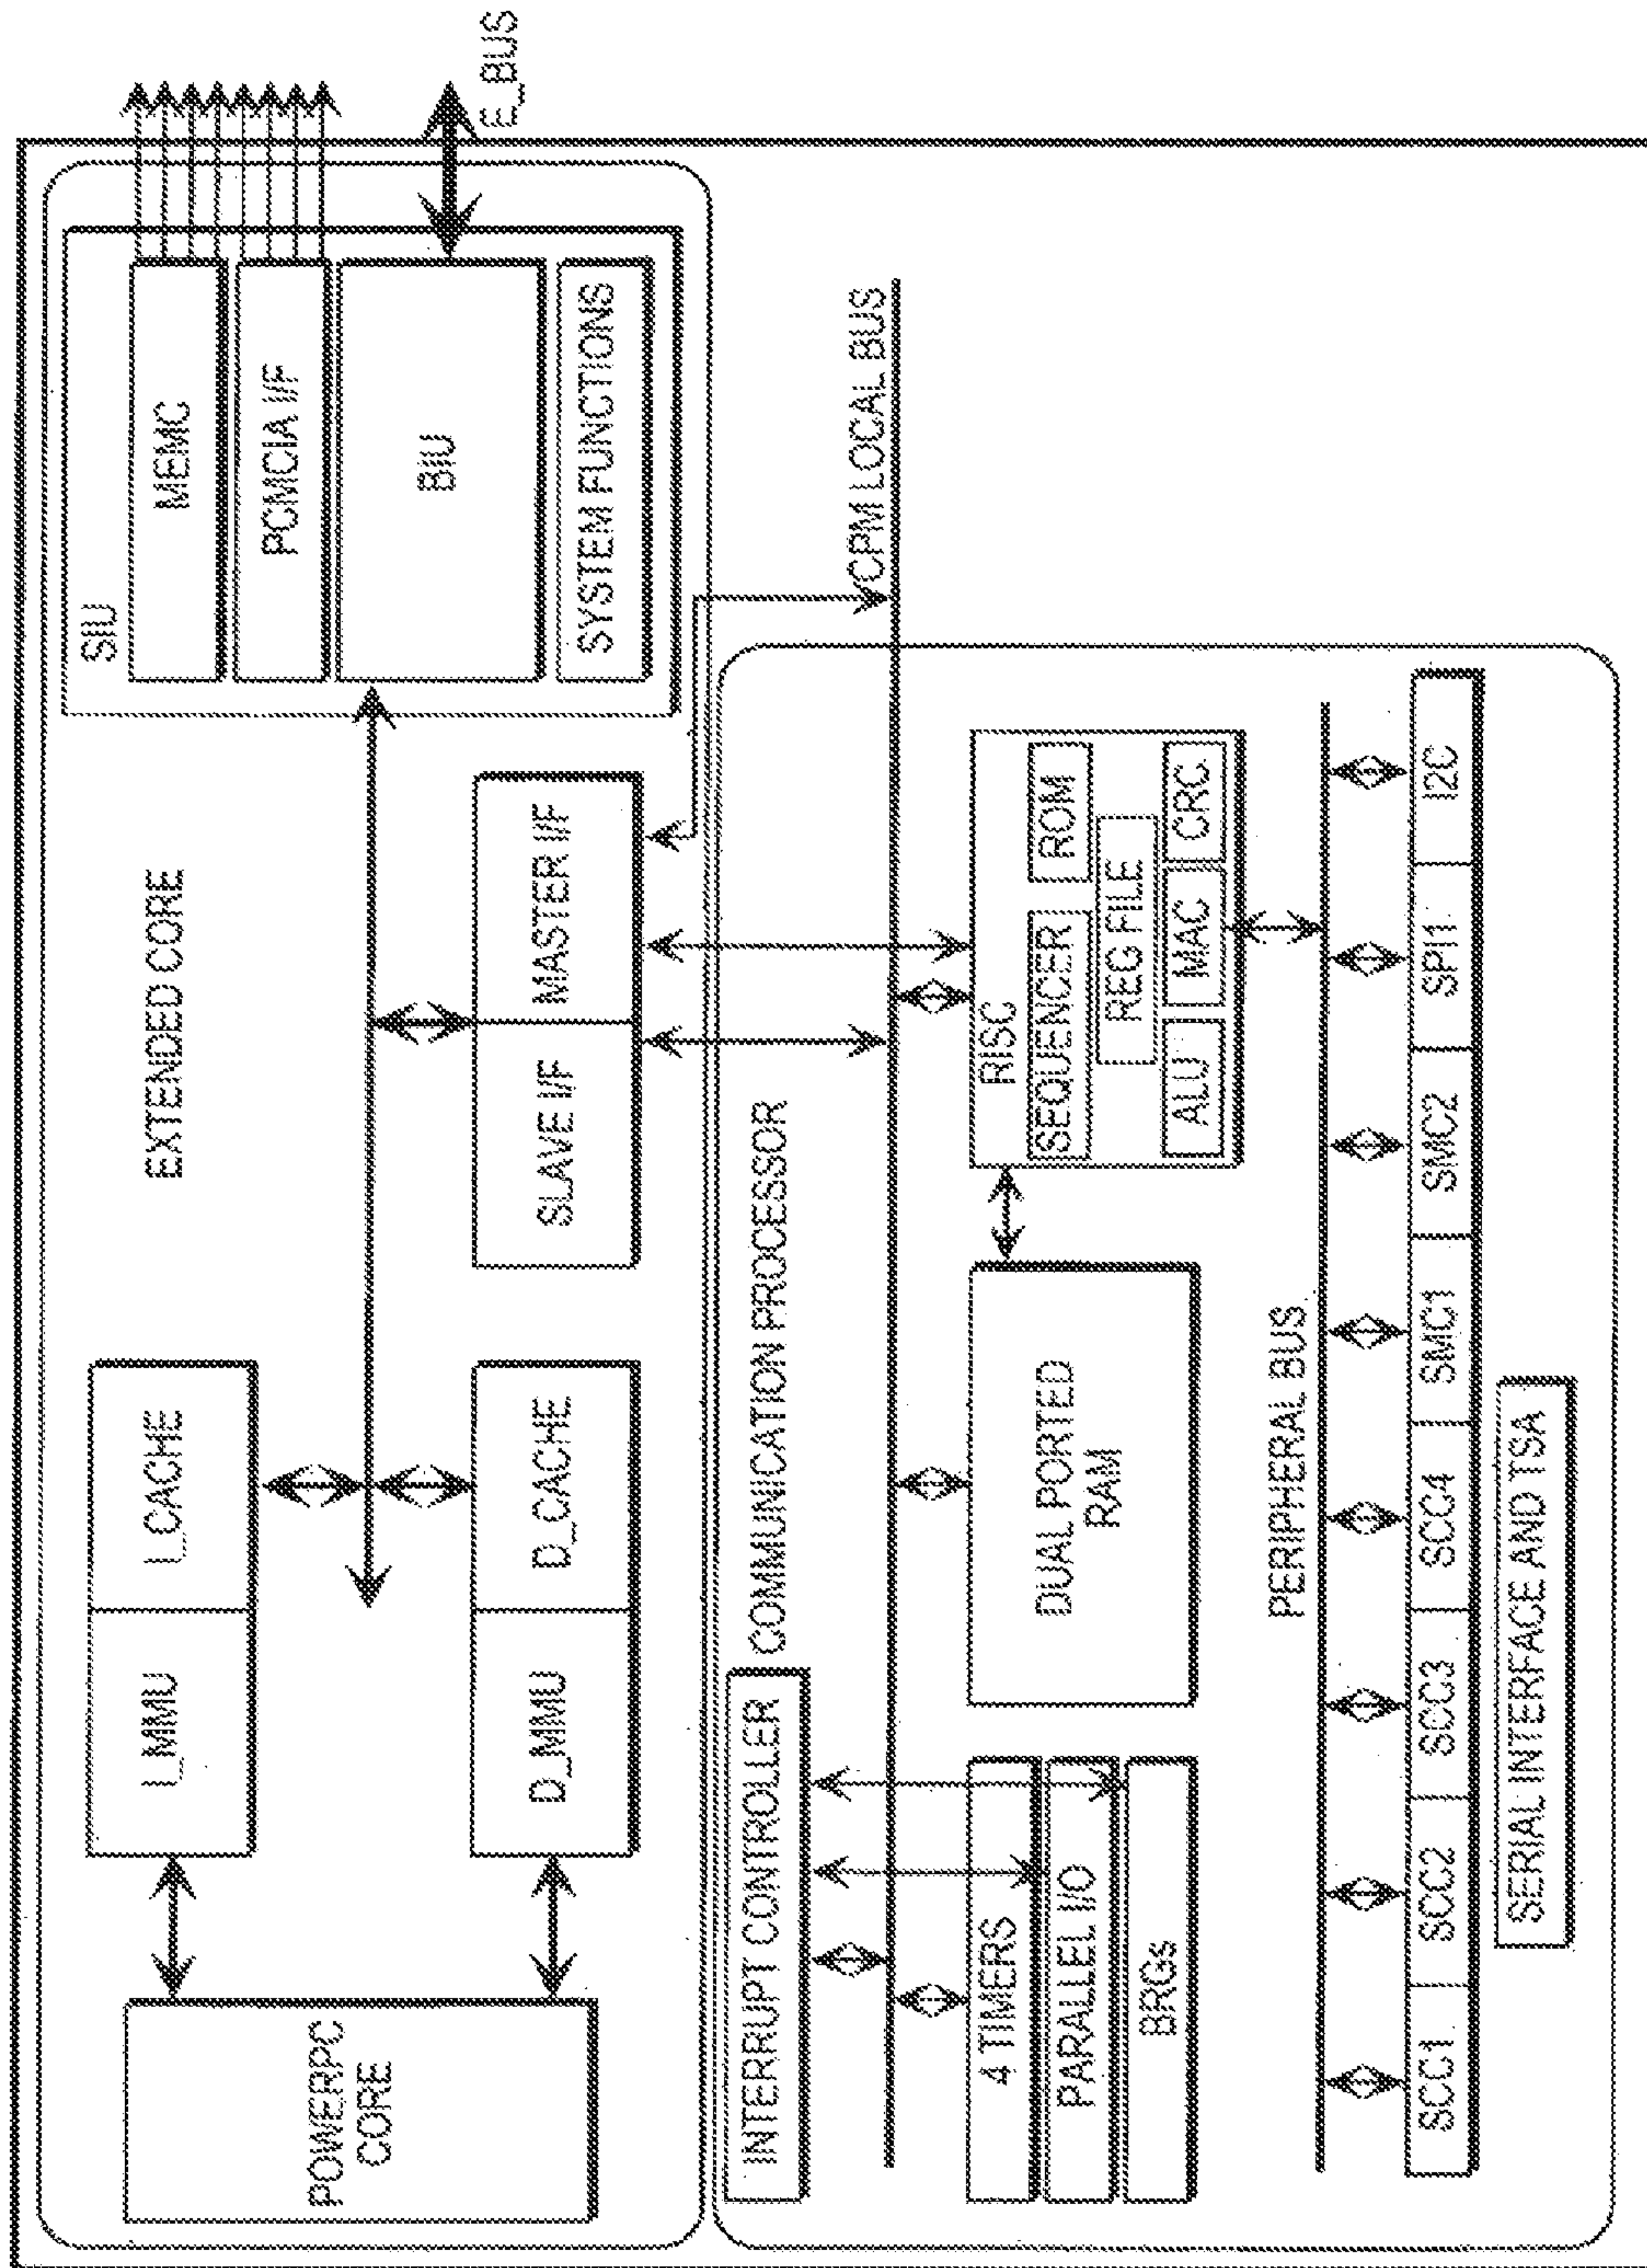 EXTENDED CORE
POWERPC
CORE
I_MMU
I_CACHE
D_MMU
D_CACHE
SLAVE I/F
MASTER I/F
SIU
MEMC
PCMCIA I/F
BIU
SYSTEM FUNCTIONS
E_BUS
INTERRUPT CONTROLLER
COMMUNICATION PROCESSOR
CPM LOCAL BUS
4 TIMERS
PARALLEL I/O
BRGs
DUAL PORTED
RAM
RISC
SEQUENCER
ROM
REG FILE
ALU
MAC
CRC
PERIPHERAL BUS
SCC1
SCC2
SCC3
SCC4
SMC1
SMC2
SPI1
I2C
SERIAL INTERFACE AND TSA